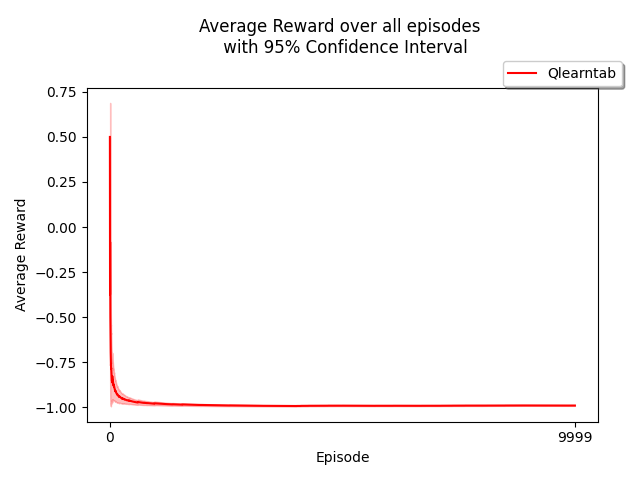 Average Reward over all episodes
with 95% Confidence Interval
Qlearntab
0.75
0.50
0.25
0.00
−0.25
−0.50
−0.75
−1.00
Average Reward
0
9999
Episode